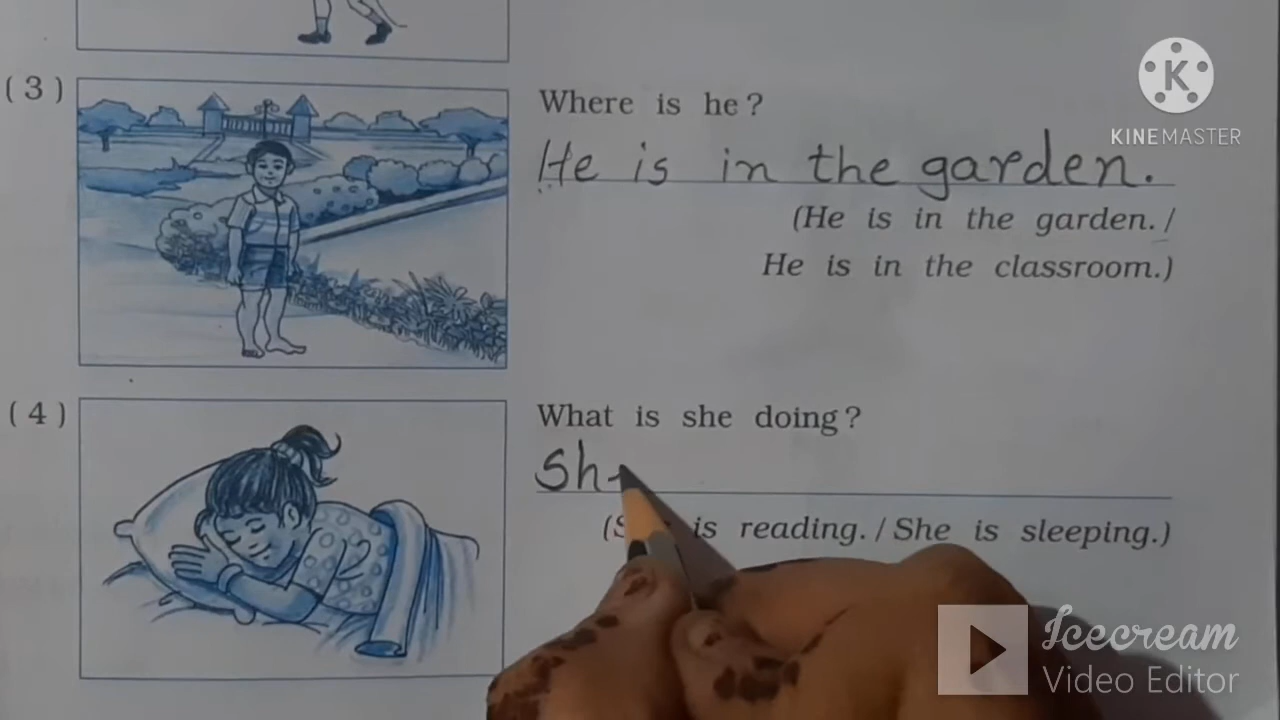 (3)
Where is he?
He is in the garden.
(He is in the garden. /
He is in the classroom.)
(4)
What is she doing?
Sh
is reading. / She is sleeping.)
K
KINEMASTER
Icecream
Video Editor